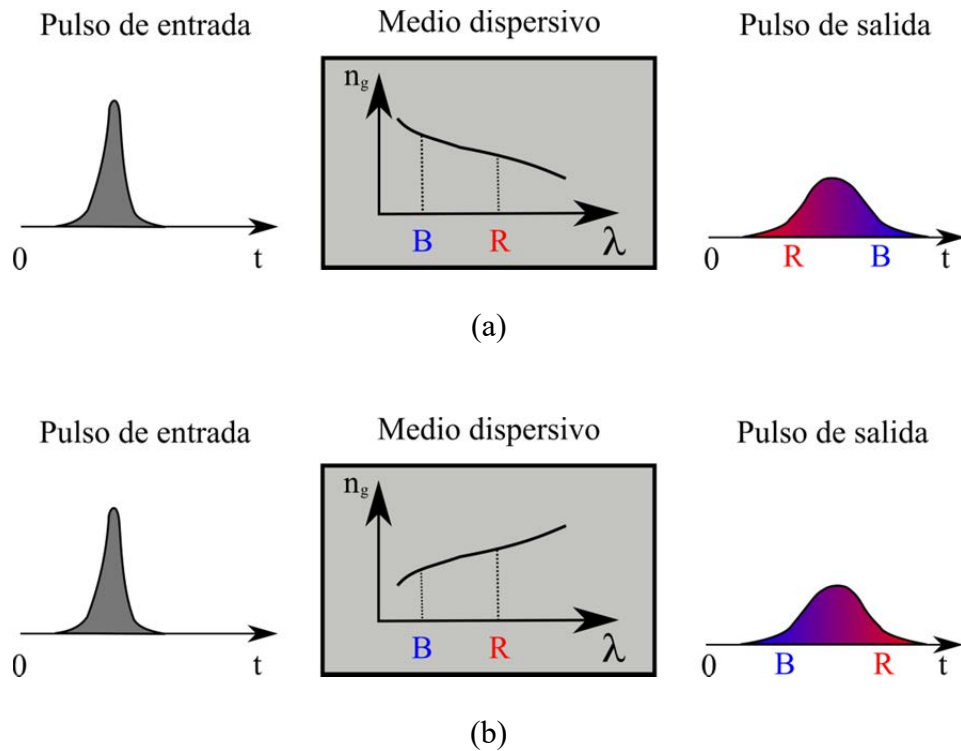 Pulso de entrada
Medio dispersivo
Pulso de salida
n_g
0
t
B
R
λ
0
R
B
t
(a)
Pulso de entrada
Medio dispersivo
Pulso de salida
n_g
0
t
B
R
λ
0
B
R
t
(b)